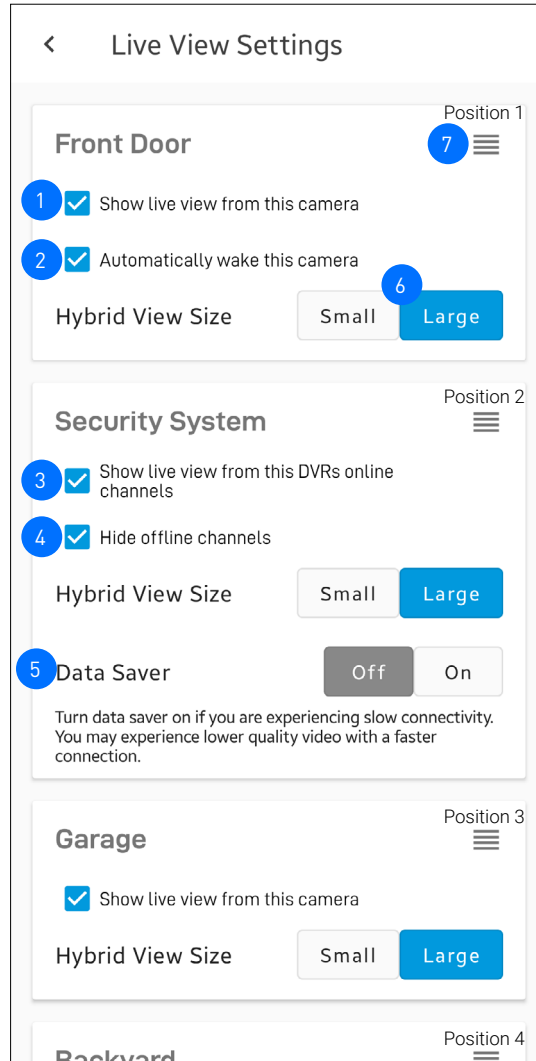 Live View Settings
Position 1
Front Door
7
1
Show live view from this camera
2
Automatically wake this camera
6
Hybrid View Size
Small
Large
Position 2
Security System
3
Show live view from this DVRs online
channels
4
Hide offline channels
Hybrid View Size
Small
Large
5
Data Saver
Off
On
Turn data saver on if you are experiencing slow connectivity.
You may experience lower quality video with a faster
connection.
Position 3
Garage
Show live view from this camera
Hybrid View Size
Small
Large
Position 4
Backyard